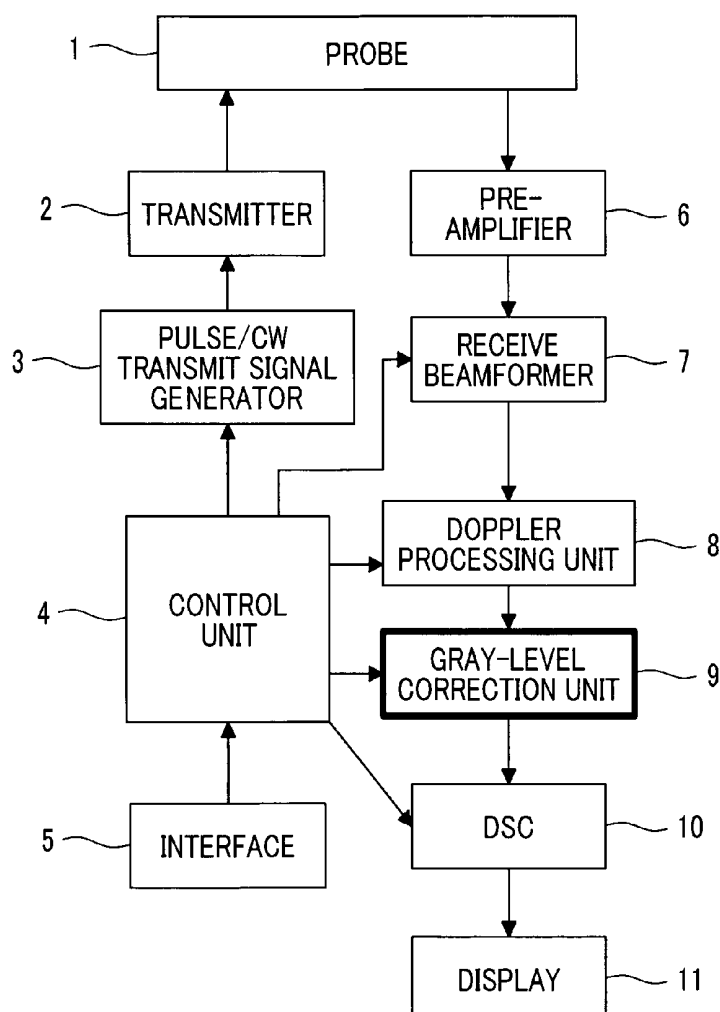 1
PROBE
2
TRANSMITTER
PRE-
AMPLIFIER
6
3
PULSE/CW
TRANSMIT SIGNAL
GENERATOR
RECEIVE
BEAMFORMER
7
DOPPLER
PROCESSING UNIT
8
4
CONTROL
UNIT
GRAY-LEVEL
CORRECTION UNIT
9
5
INTERFACE
DSC
10
DISPLAY
11